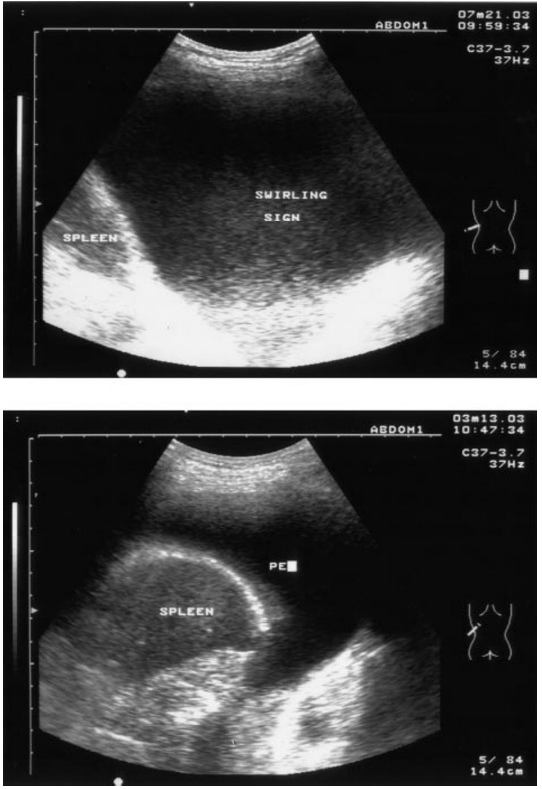 07m21.03
ABDOM1
09:59:34
C37-3.7
37Hz
SWIRLING
SIGN
SPLEEN
5/ 84
14.4cm
03m13.03
ABDOM1
10:47:34
C37-3.7
37Hz
PE
SPLEEN
5/ 84
14.4cm